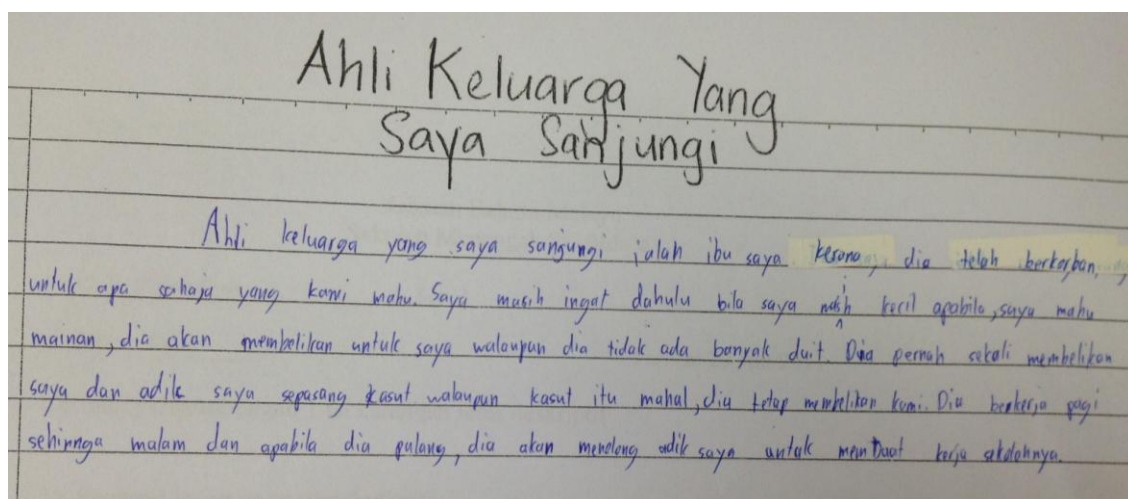 Ahli Keluarga Yang
Saya Sanjungi
Ahli keluarga yang saya sanjungi ialah ibu saya kerana, dia telah berkorban,
untuk apa sahaja yang kami mahu. Saya masih ingat dahulu bila saya masih kecil apabila, saya mahu
mainan, dia akan membelikan untuk saya walaupun dia tidak ada banyak duit. Dia pernah sekali membelikan
saya dan adik saya sepasang kasut walaupun kasut itu mahal, dia tetap membelikan kami. Dia berkerja pagi
sehinnga malam dan apabila dia pulang, dia akan menolong adik saya untuk membuat kerja sekolahnya.